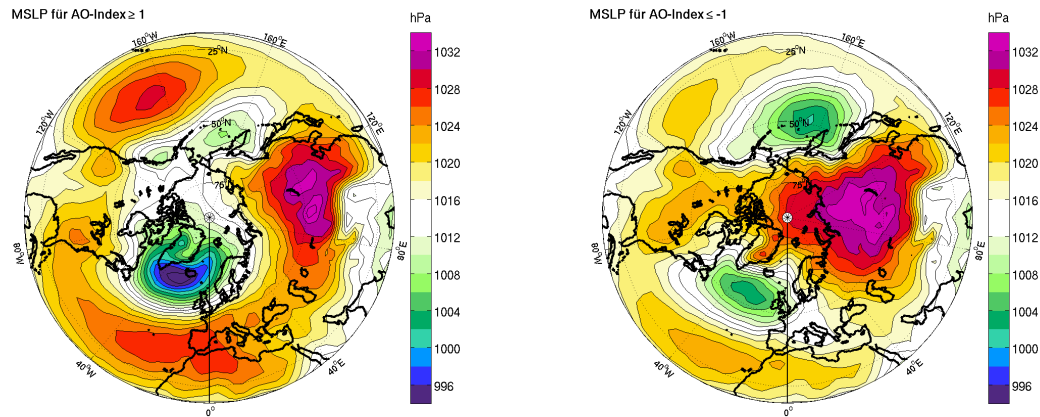 MSLP für AO-Index ≥ 1
hPa
160°W
160°E
25°N
120°W
120°E
50°N
75°N
80°W
80°E
40°W
40°E
0°
1032
1028
1024
1020
1016
1012
1008
1004
1000
996
MSLP für AO-Index ≤ -1
hPa
160°W
160°E
25°N
120°W
120°E
50°N
75°N
80°W
80°E
40°W
40°E
0°
1032
1028
1024
1020
1016
1012
1008
1004
1000
996